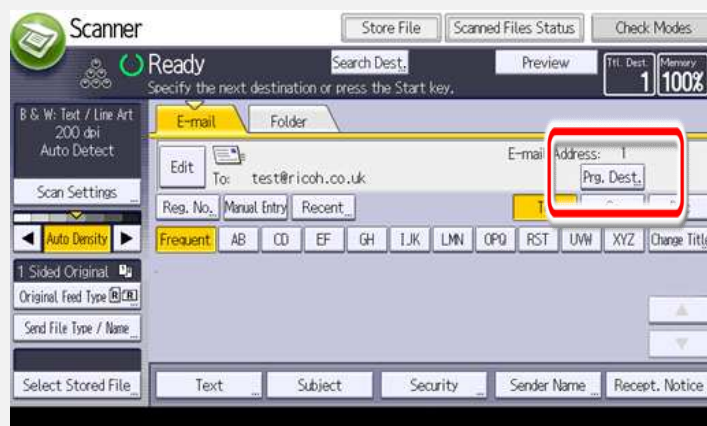 Scanner
Store File
Scanned Files Status
Check Modes
Ready
Search Dest.
Preview
Ttl. Dest.
1
Memory
100%
Specify the next destination or press the Start key.
B & W: Text / Line Art
200 dpi
Auto Detect
Scan Settings
Auto Density
1 Sided Original
Original Feed Type
Send File Type / Name
Select Stored File
E-mail
Folder
Edit
To: test@ricoh.co.uk
E-mail Address: 1
Prg. Dest.
Reg. No.
Manual Entry
Recent
Frequent
AB
CD
EF
GH
IJK
LMN
OPQ
RST
UVW
XYZ
Change Title
Text
Subject
Security
Sender Name
Recept. Notice